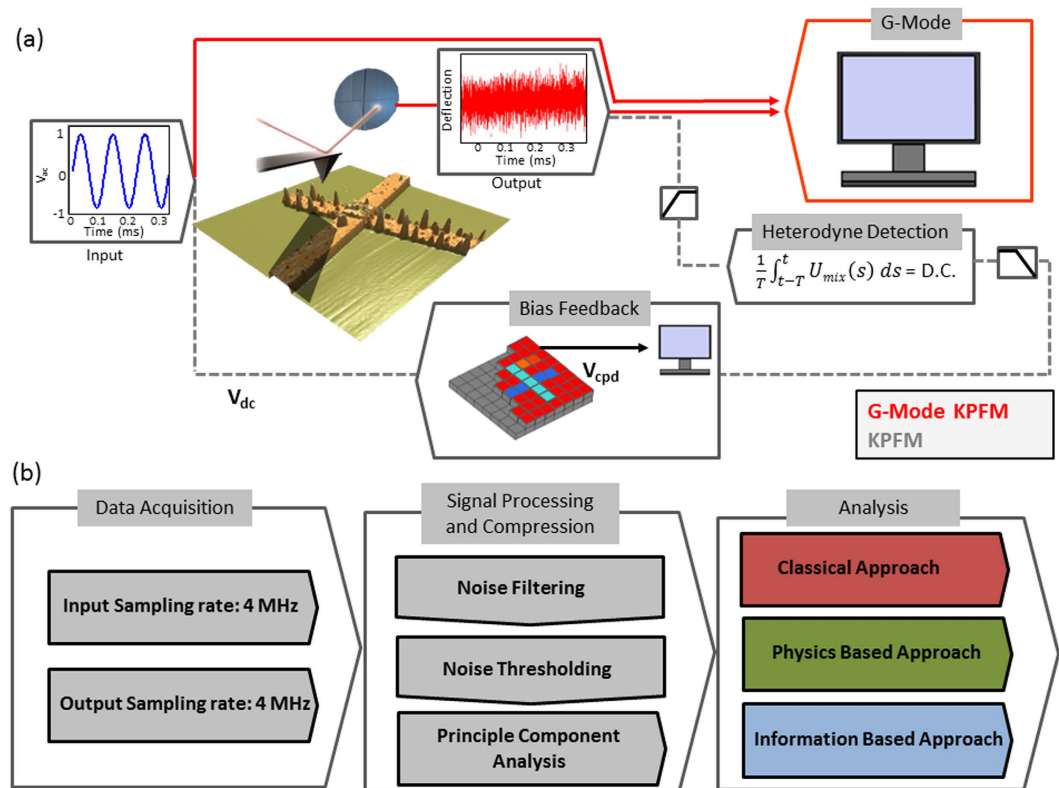 (a)
G-Mode
1
0
-1
V_ac
0 0.1 0.2 0.3
Time (ms)
Input
Deflection
0 0.1 0.2 0.3
Time (ms)
Output
Heterodyne Detection
1/T ∫_{t-T}^{t} U_mix(s) ds = D.C.
Bias Feedback
V_cpd
V_dc
G-Mode KPFM
KPFM
(b)
Data Acquisition
Input Sampling rate: 4 MHz
Output Sampling rate: 4 MHz
Signal Processing
and Compression
Noise Filtering
Noise Thresholding
Principle Component
Analysis
Analysis
Classical Approach
Physics Based Approach
Information Based Approach